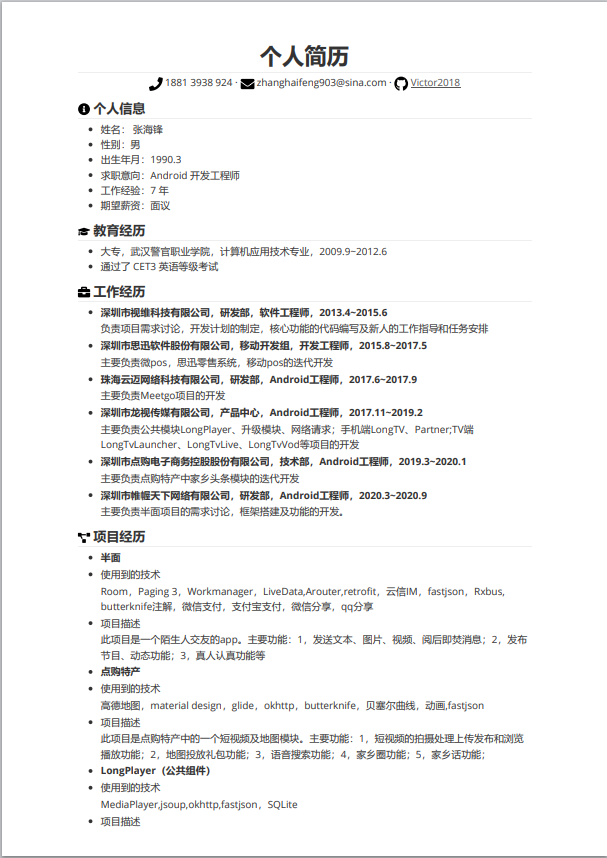 个人简历
1881 3938 924 · zhanghaifeng903@sina.com · Victor2018
个人信息
姓名： 张海锋
性别：男
出生年月：1990.3
求职意向：Android 开发工程师
工作经验：7 年
期望薪资：面议
教育经历
大专，武汉警官职业学院，计算机应用技术专业，2009.9~2012.6
通过了 CET3 英语等级考试
工作经历
深圳市视维科技有限公司，研发部，软件工程师，2013.4~2015.6
负责项目需求讨论，开发计划的制定，核心功能的代码编写及新人的工作指导和任务安排
深圳市思迅软件股份有限公司，移动开发组，开发工程师，2015.8~2017.5
主要负责微pos，思迅零售系统，移动pos的迭代开发
珠海云迈网络科技有限公司，研发部，Android工程师，2017.6~2017.9
主要负责Meetgo项目的开发
深圳市龙视传媒有限公司，产品中心，Android工程师，2017.11~2019.2
主要负责公共模块LongPlayer、升级模块、网络请求；手机端LongTV、Partner;TV端
LongTvLauncher、LongTvLive、LongTvVod等项目的开发
深圳市点购电子商务控股股份有限公司，技术部，Android工程师，2019.3~2020.1
主要负责点购特产中家乡头条模块的迭代开发
深圳市帷幄天下网络有限公司，研发部，Android工程师，2020.3~2020.9
主要负责半面项目的需求讨论，框架搭建及功能的开发。
项目经历
半面
使用到的技术
Room，Paging 3，Workmanager，LiveData,Arouter,retrofit，云信IM，fastjson，Rxbus,
butterknife注解，微信支付，支付宝支付，微信分享，qq分享
项目描述
此项目是一个陌生人交友的app。主要功能：1，发送文本、图片、视频、阅后即焚消息；2，发布
节目、动态功能；3，真人认真功能等
点购特产
使用到的技术
高德地图，material design，glide，okhttp，butterknife，贝塞尔曲线，动画,fastjson
项目描述
此项目是点购特产中的一个短视频及地图模块。主要功能：1，短视频的拍摄处理上传发布和浏览
播放功能；2，地图投放礼包功能；3，语音搜索功能；4，家乡圈功能；5，家乡话功能；
LongPlayer（公共组件）
使用到的技术
MediaPlayer,jsoup,okhttp,fastjson，SQLite
项目描述